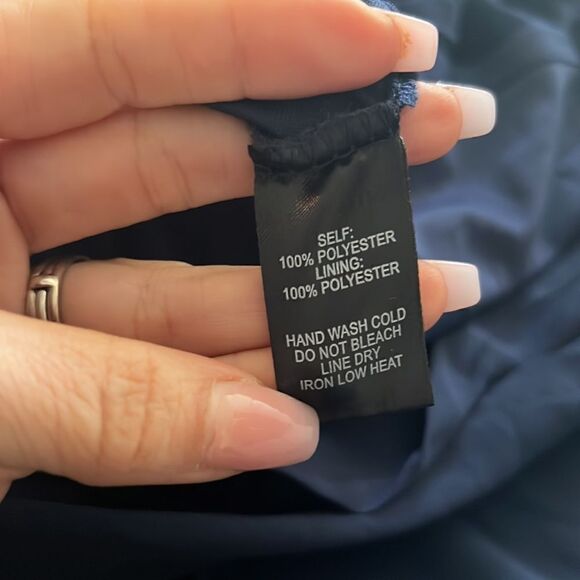 SELF:
100% POLYESTER
LINING:
100% POLYESTER
HAND WASH COLD
DO NOT BLEACH
LINE DRY
IRON LOW HEAT